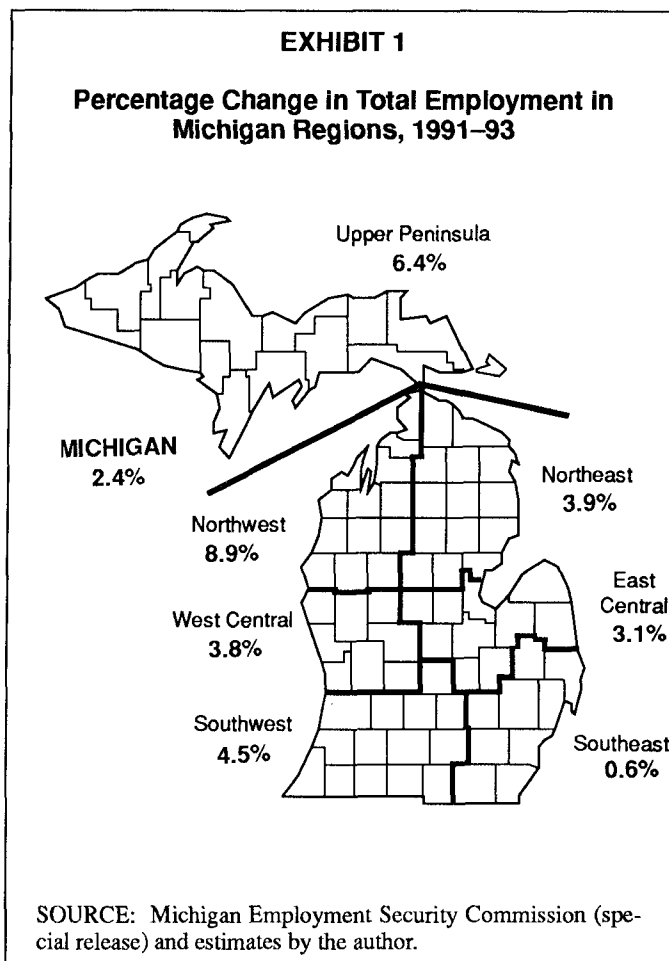 EXHIBIT 1
Percentage Change in Total Employment in
Michigan Regions, 1991–93
Upper Peninsula
6.4%
MICHIGAN
2.4%
Northeast
3.9%
Northwest
8.9%
East
Central
3.1%
West Central
3.8%
Southwest
4.5%
Southeast
0.6%
SOURCE: Michigan Employment Security Commission (spe-
cial release) and estimates by the author.